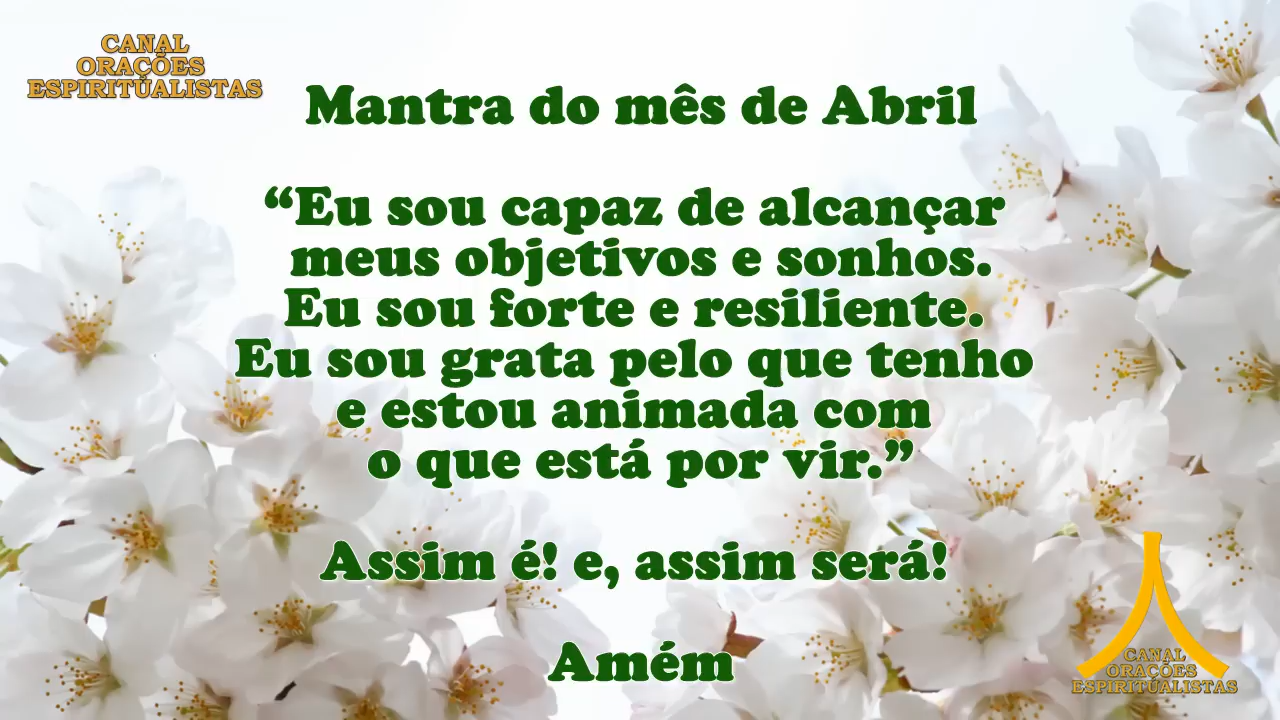 CANAL
ORAÇÕES
ESPIRITUALISTAS
Mantra do mês de Abril
“Eu sou capaz de alcançar
meus objetivos e sonhos.
Eu sou forte e resiliente.
Eu sou grata pelo que tenho
e estou animada com
o que está por vir.”
Assim é! e, assim será!
Amém
CANAL
ORAÇÕES
ESPIRITUALISTAS